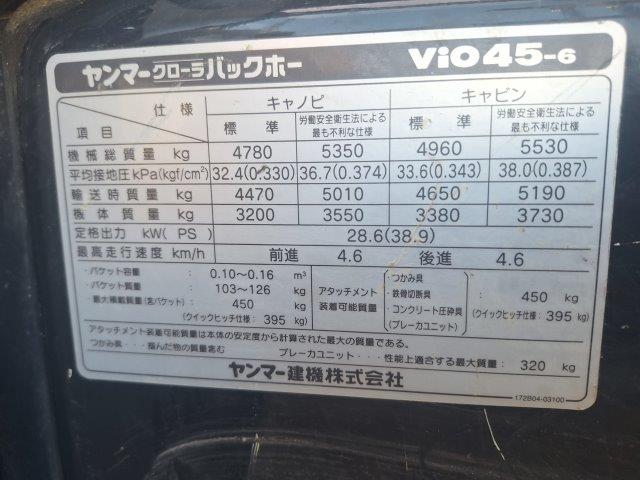 ヤンマークローラバックホー ViO45-6
仕様 キャノピ キャビン
項目 標準 労働安全衛生法による最も不利な仕様 標準 労働安全衛生法による最も不利な仕様
機械総質量 kg 4780 5350 4960 5530
平均接地圧 kPa(kgf/cm²) 32.4(0.330) 36.7(0.374) 33.6(0.343) 38.0(0.387)
輸送時質量 kg 4470 5010 4650 5190
機体質量 kg 3200 3550 3380 3730
定格出力 kW(PS) 28.6(38.9)
最高走行速度 km/h 前進 4.6 後進 4.6
・バケット容量 0.10～0.16 m³
・バケット質量 103～126 kg
・最大積載質量(含バケット) 450 kg
(クイックヒッチ仕様:395 kg)
アタッチメント装着可能質量
・つかみ具
・鉄骨切断具
・コンクリート圧砕具
(ブレーカユニット)
450 kg
(クイックヒッチ仕様:395 kg)
アタッチメント装着可能質量は本体の安定度から計算された最大の質量である。
つかみ具・・・掴んだ物の質量含む ブレーカユニット・・・性能上適合する最大質量:320 kg
ヤンマー建機株式会社
172B04-03100